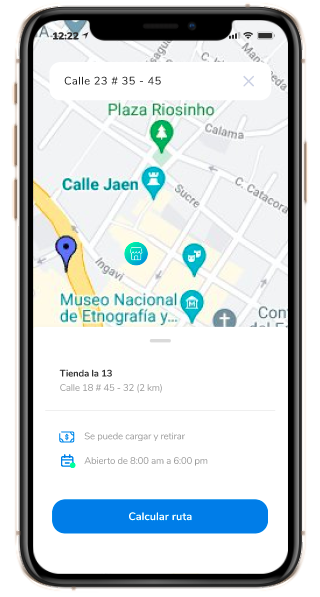 12:22
Calle 23 # 35 - 45
Plaza Riosinho
Calama
Calle Jaen
Sucre
C. Catacora
Ingavi
Museo Nacional
de Etnografía y...
Tienda la 13
Calle 18 # 45 - 32 (2 km)
Se puede cargar y retirar
Abierto de 8:00 am a 6:00 pm
Calcular ruta